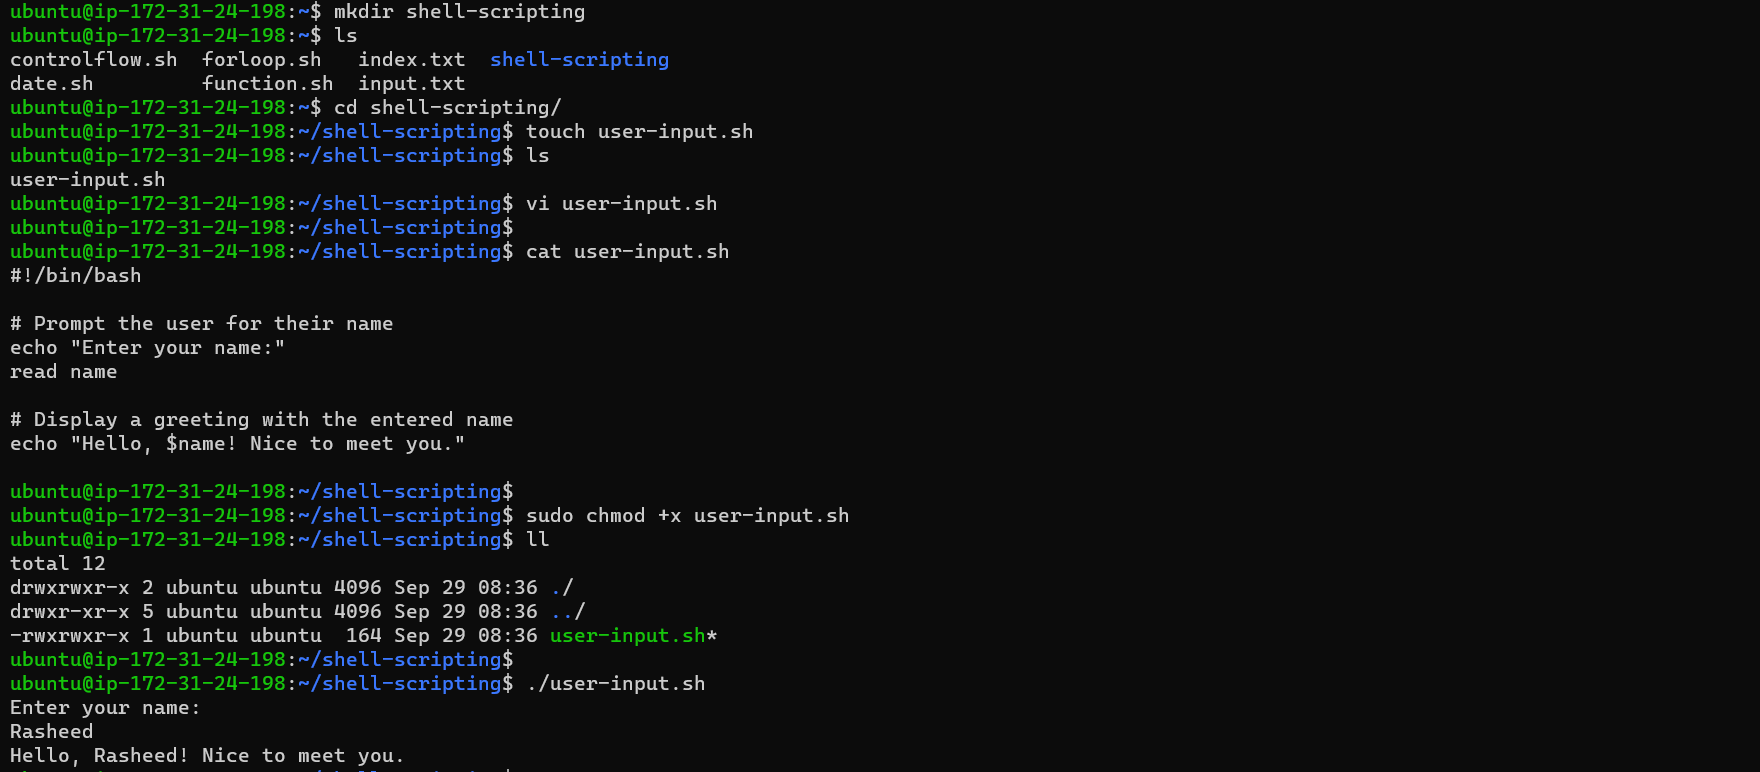 ubuntu@ip-172-31-24-198:~$ mkdir shell-scripting
ubuntu@ip-172-31-24-198:~$ ls
controlflow.sh  forloop.sh   index.txt  shell-scripting
date.sh         function.sh  input.txt
ubuntu@ip-172-31-24-198:~$ cd shell-scripting/
ubuntu@ip-172-31-24-198:~/shell-scripting$ touch user-input.sh
ubuntu@ip-172-31-24-198:~/shell-scripting$ ls
user-input.sh
ubuntu@ip-172-31-24-198:~/shell-scripting$ vi user-input.sh
ubuntu@ip-172-31-24-198:~/shell-scripting$
ubuntu@ip-172-31-24-198:~/shell-scripting$ cat user-input.sh
#!/bin/bash
# Prompt the user for their name
echo "Enter your name:"
read name
# Display a greeting with the entered name
echo "Hello, $name! Nice to meet you."
ubuntu@ip-172-31-24-198:~/shell-scripting$
ubuntu@ip-172-31-24-198:~/shell-scripting$ sudo chmod +x user-input.sh
ubuntu@ip-172-31-24-198:~/shell-scripting$ ll
total 12
drwxrwxr-x 2 ubuntu ubuntu 4096 Sep 29 08:36 ./
drwxr-xr-x 5 ubuntu ubuntu 4096 Sep 29 08:36 ../
-rwxrwxr-x 1 ubuntu ubuntu  164 Sep 29 08:36 user-input.sh*
ubuntu@ip-172-31-24-198:~/shell-scripting$
ubuntu@ip-172-31-24-198:~/shell-scripting$ ./user-input.sh
Enter your name:
Rasheed
Hello, Rasheed! Nice to meet you.